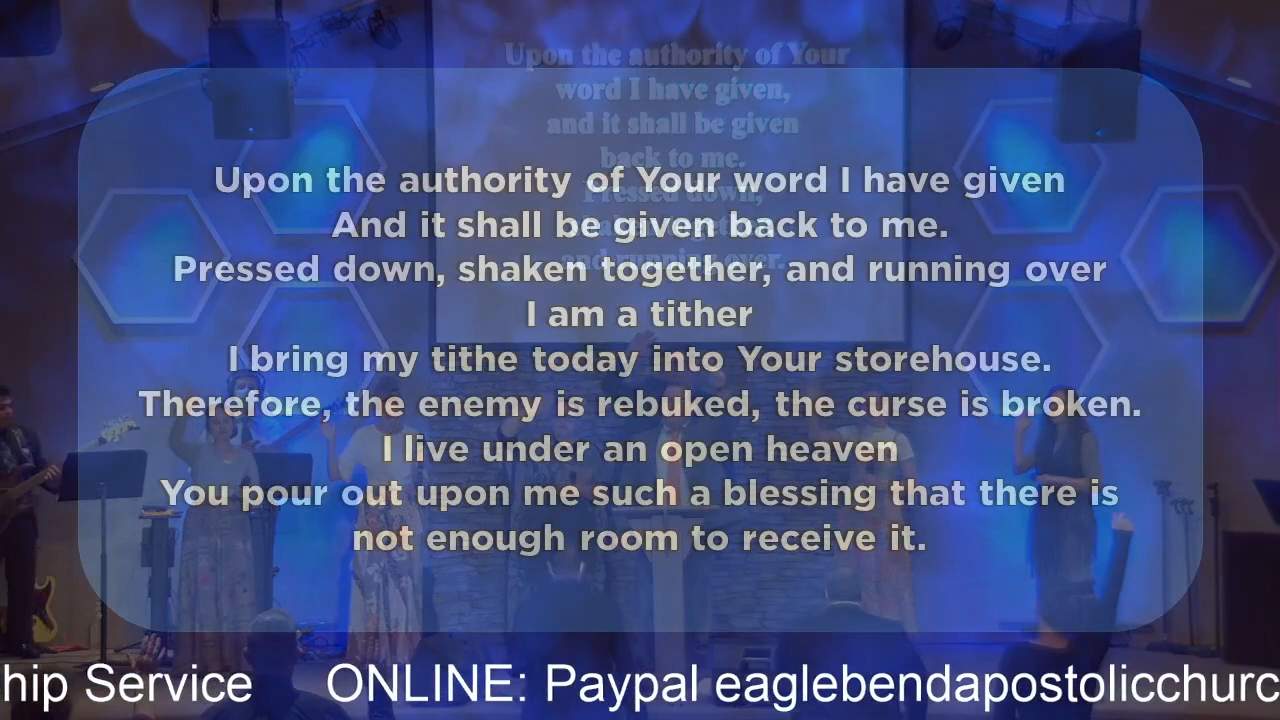 Upon the authority of Your
word I have given,
and it shall be given
back to me.
Pressed down,
Upon the authority of Your word I have given
And it shall be given back to me.
Pressed down, shaken together, and running over
I am a tither
I bring my tithe today into Your storehouse.
Therefore, the enemy is rebuked, the curse is broken.
I live under an open heaven
You pour out upon me such a blessing that there is
not enough room to receive it.
hip Service ONLINE: Paypal eaglebendapostolicchurc